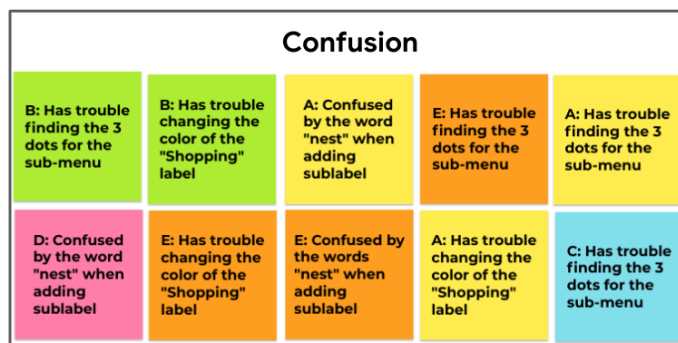 Confusion
B: Has trouble
finding the 3
dots for the
sub-menu
B: Has trouble
changing the
color of the
"Shopping"
label
A: Confused
by the word
"nest" when
adding
sublabel
E: Has trouble
finding the 3
dots for the
sub-menu
A: Has trouble
finding the 3
dots for the
sub-menu
D: Confused
by the word
"nest" when
adding
sublabel
E: Has trouble
changing the
color of the
"Shopping"
label
E: Confused by
the words
"nest" when
adding
sublabel
A: Has trouble
changing the
color of the
"Shopping"
label
C: Has trouble
finding the 3
dots for the
sub-menu